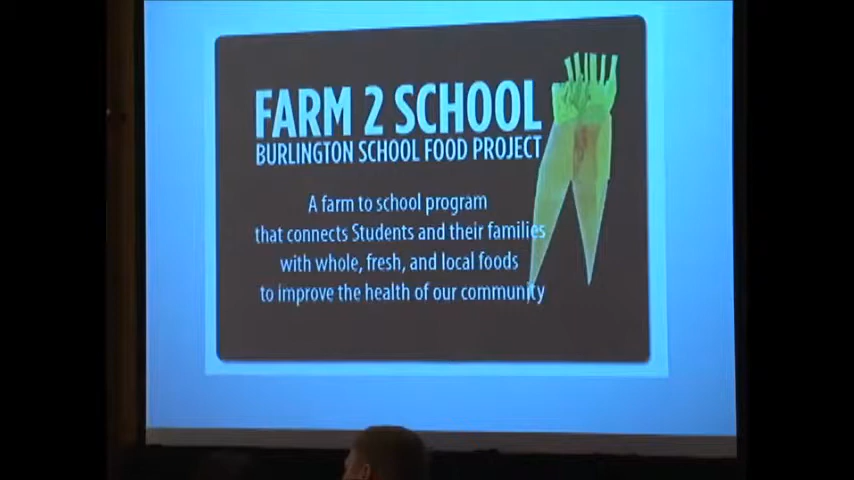 FARM 2 SCHOOL
BURLINGTON SCHOOL FOOD PROJECT
A farm to school program
that connects Students and their families
with whole, fresh, and local foods
to improve the health of our community